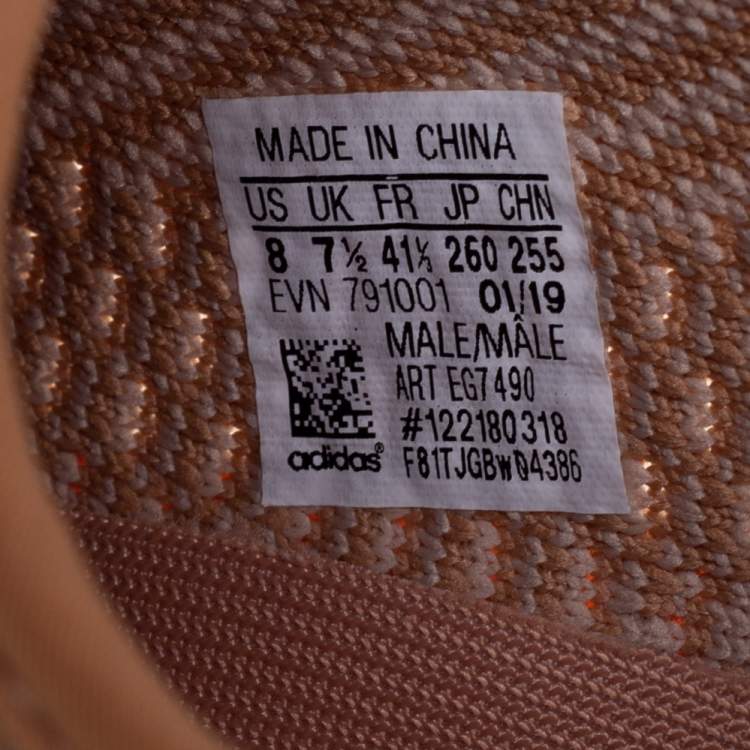 MADE IN CHINA
US UK FR JP CHN
8 7½ 41⅓ 260 255
EVN 791001 01/19
MALE/MÂLE
ART EG7490
#122180318
adidas® F81TJGBW04386